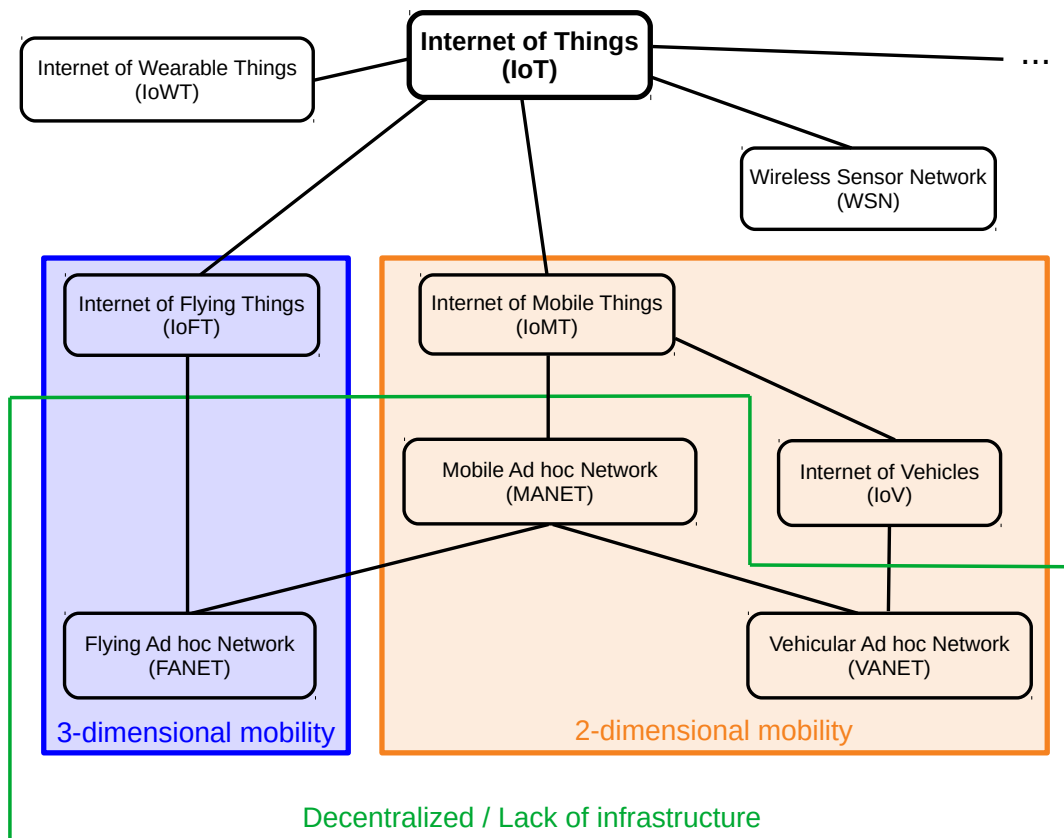 Internet of Things
(IoT)
Internet of Wearable Things
(IoWT)
...
Wireless Sensor Network
(WSN)
Internet of Flying Things
(IoFT)
Internet of Mobile Things
(IoMT)
Mobile Ad hoc Network
(MANET)
Internet of Vehicles
(IoV)
Flying Ad hoc Network
(FANET)
Vehicular Ad hoc Network
(VANET)
3-dimensional mobility
2-dimensional mobility
Decentralized / Lack of infrastructure